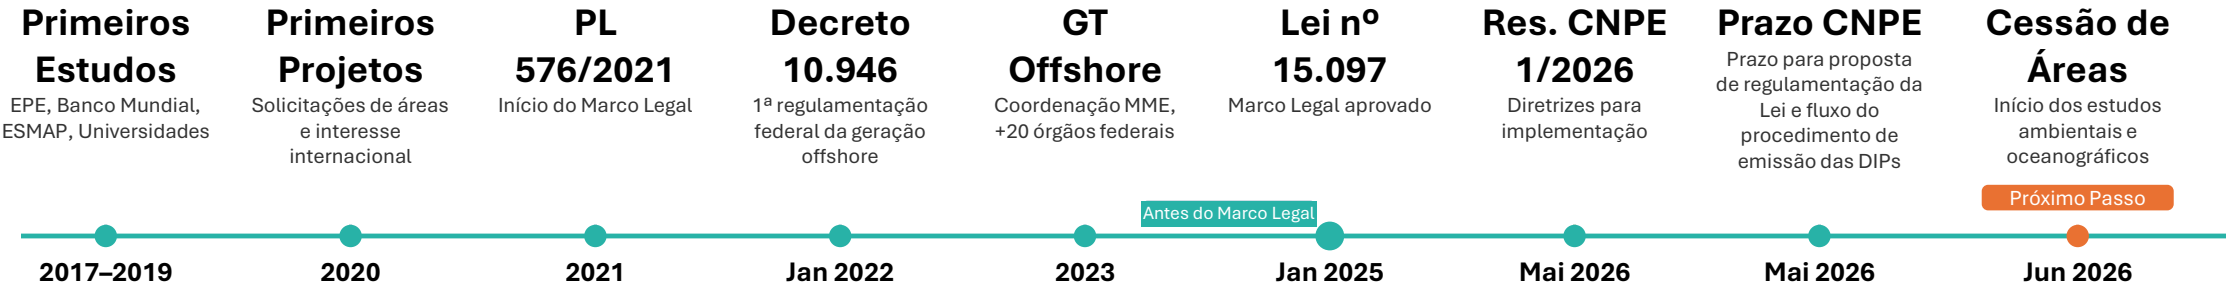 Primeiros
Estudos
EPE, Banco Mundial,
ESMAP, Universidades
Primeiros
Projetos
Solicitações de áreas
e interesse
internacional
PL
576/2021
Início do Marco Legal
Decreto
10.946
1ª regulamentação
federal da geração
offshore
GT
Offshore
Coordenação MME,
+20 órgãos federais
Lei nº
15.097
Marco Legal aprovado
Res. CNPE
1/2026
Diretrizes para
implementação
Prazo CNPE
Prazo para proposta
de regulamentação da
Lei e fluxo do
procedimento de
emissão das DIPs
Cessão de
Áreas
Início dos estudos
ambientais e
oceanográficos
Próximo Passo
Antes do Marco Legal
2017–2019
2020
2021
Jan 2022
2023
Jan 2025
Mai 2026
Mai 2026
Jun 2026